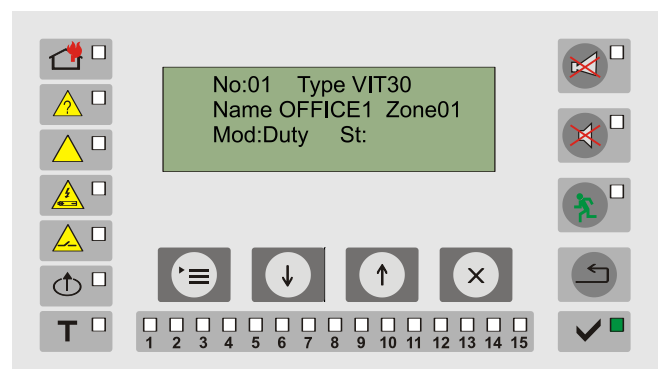 No:01 Type VIT30
Name OFFICE1 Zone01
Mod:Duty St:
?
T
1 2 3 4 5 6 7 8 9 10 11 12 13 14 15